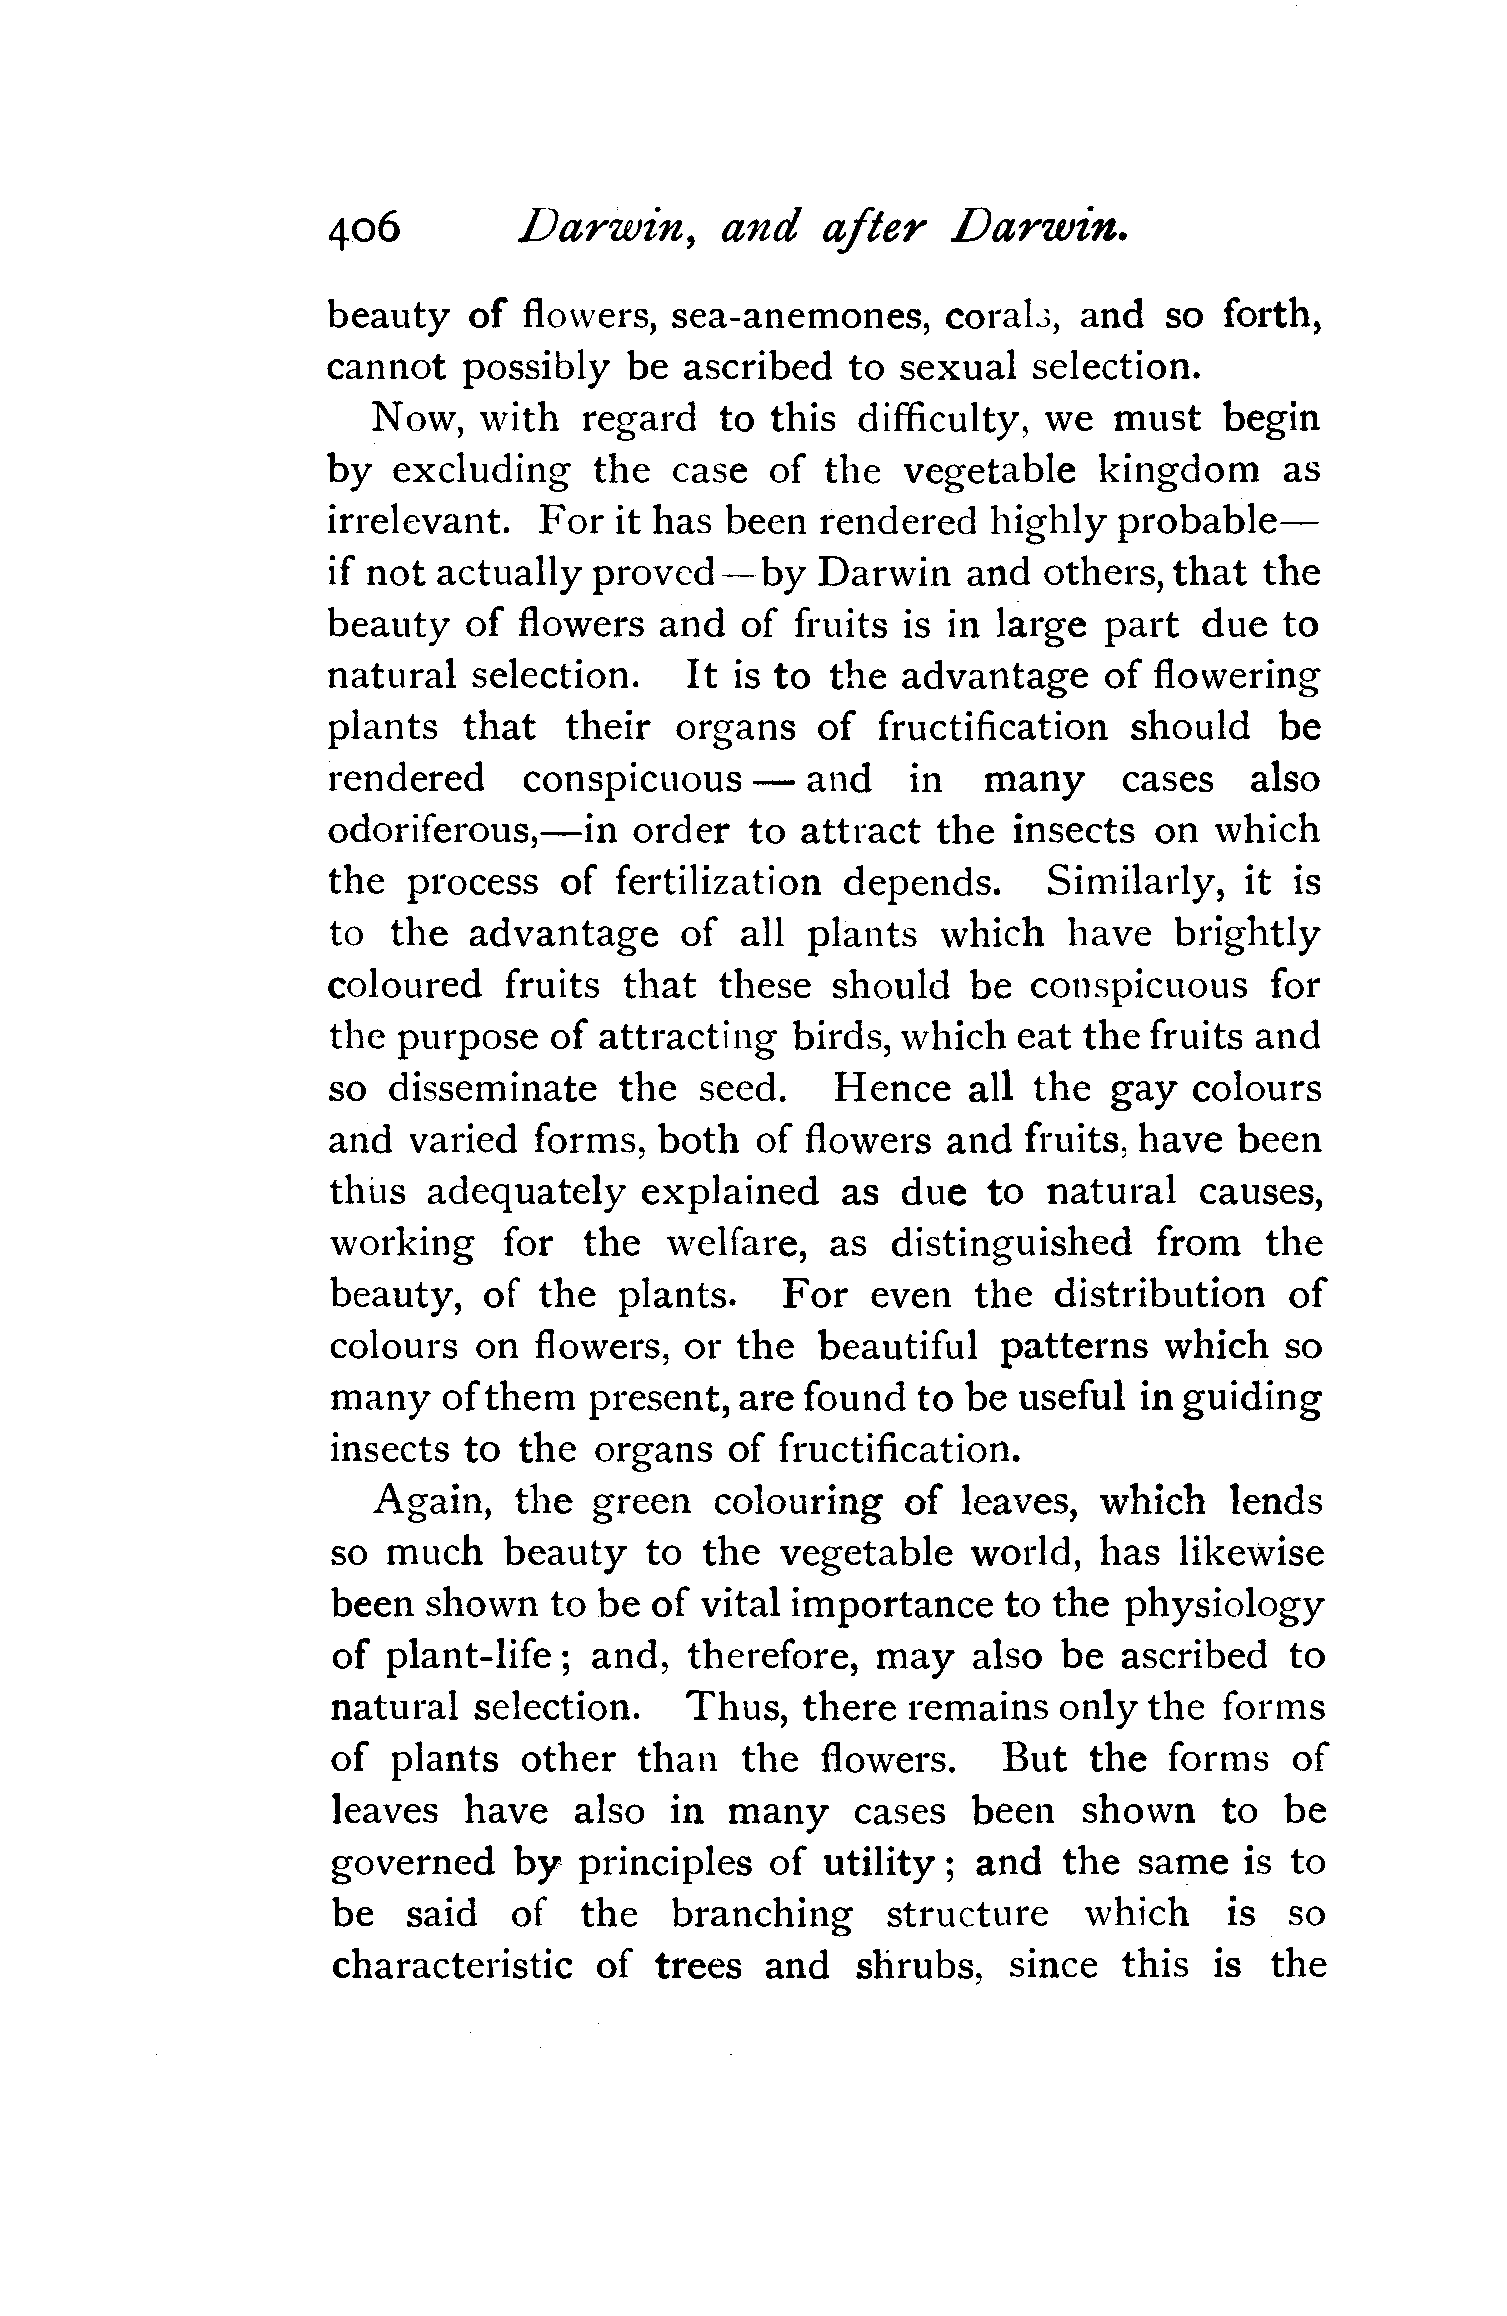 406 Darwin, and after Darwin.
beauty of flowers, sea-anemones, corals, and so forth,
cannot possibly be ascribed to sexual selection.
Now, with regard to this difficulty, we must begin
by excluding the case of the vegetable kingdom as
irrelevant. For it has been rendered highly probable—
if not actually proved—by Darwin and others, that the
beauty of flowers and of fruits is in large part due to
natural selection. It is to the advantage of flowering
plants that their organs of fructification should be
rendered conspicuous — and in many cases also
odoriferous,—in order to attract the insects on which
the process of fertilization depends. Similarly, it is
to the advantage of all plants which have brightly
coloured fruits that these should be conspicuous for
the purpose of attracting birds, which eat the fruits and
so disseminate the seed. Hence all the gay colours
and varied forms, both of flowers and fruits, have been
thus adequately explained as due to natural causes,
working for the welfare, as distinguished from the
beauty, of the plants. For even the distribution of
colours on flowers, or the beautiful patterns which so
many of them present, are found to be useful in guiding
insects to the organs of fructification.
Again, the green colouring of leaves, which lends
so much beauty to the vegetable world, has likewise
been shown to be of vital importance to the physiology
of plant-life ; and, therefore, may also be ascribed to
natural selection. Thus, there remains only the forms
of plants other than the flowers. But the forms of
leaves have also in many cases been shown to be
governed by principles of utility ; and the same is to
be said of the branching structure which is so
characteristic of trees and shrubs, since this is the